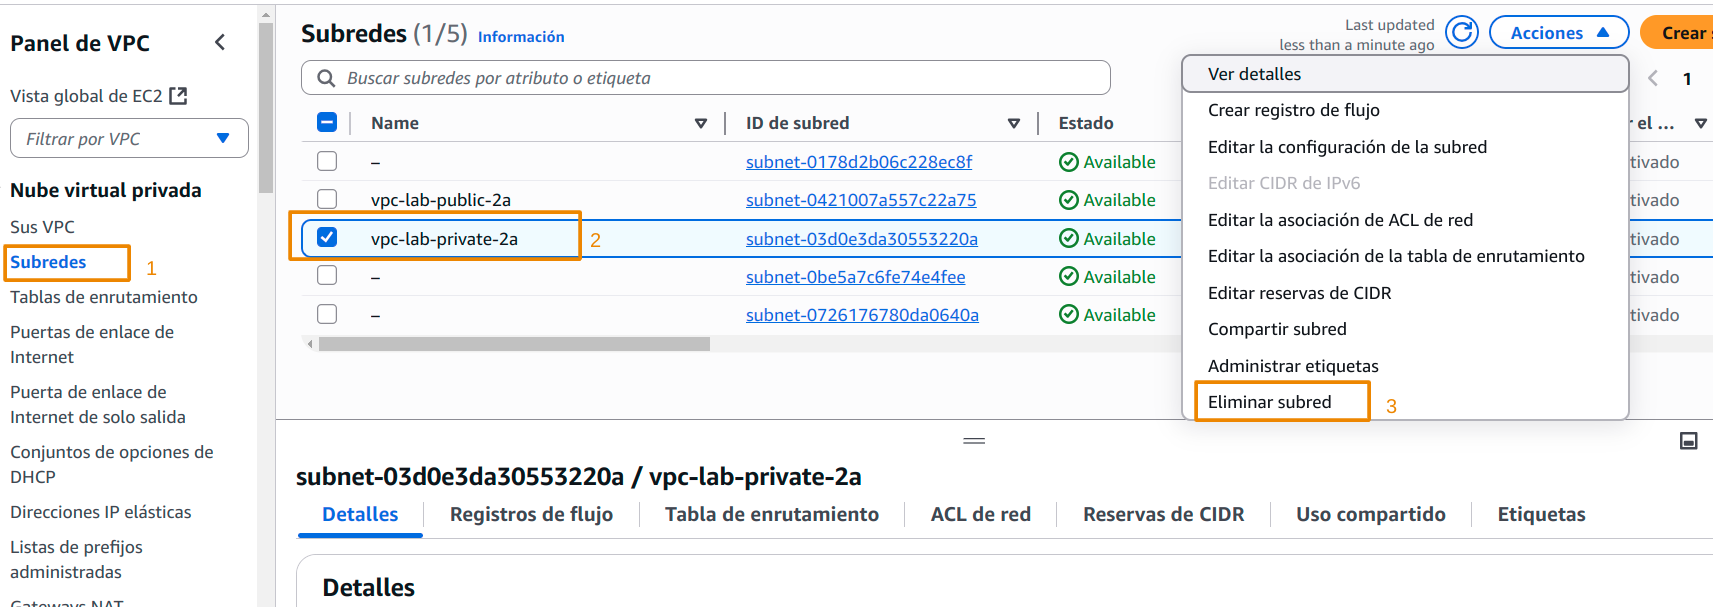 Panel de VPC
Vista global de EC2
Filtrar por VPC
Nube virtual privada
Sus VPC
Subredes
1
Tablas de enrutamiento
Puertas de enlace de
Internet
Puerta de enlace de
Internet de solo salida
Conjuntos de opciones de
DHCP
Direcciones IP elásticas
Listas de prefijos
administradas
Gateways NAT
Subredes (1/5) Información
Last updated
less than a minute ago
Acciones
Crear
Buscar subredes por atributo o etiqueta
1
Name ID de subred Estado el ...
– subnet-0178d2b06c228ec8f Available tivado
vpc-lab-public-2a subnet-0421007a557c22a75 Available tivado
vpc-lab-private-2a 2 subnet-03d0e3da30553220a Available tivado
– subnet-0be5a7c6fe74e4fee Available tivado
– subnet-0726176780da0640a Available tivado
Ver detalles
Crear registro de flujo
Editar la configuración de la subred
Editar CIDR de IPv6
Editar la asociación de ACL de red
Editar la asociación de la tabla de enrutamiento
Editar reservas de CIDR
Compartir subred
Administrar etiquetas
Eliminar subred 3
subnet-03d0e3da30553220a / vpc-lab-private-2a
Detalles Registros de flujo Tabla de enrutamiento ACL de red Reservas de CIDR Uso compartido Etiquetas
Detalles